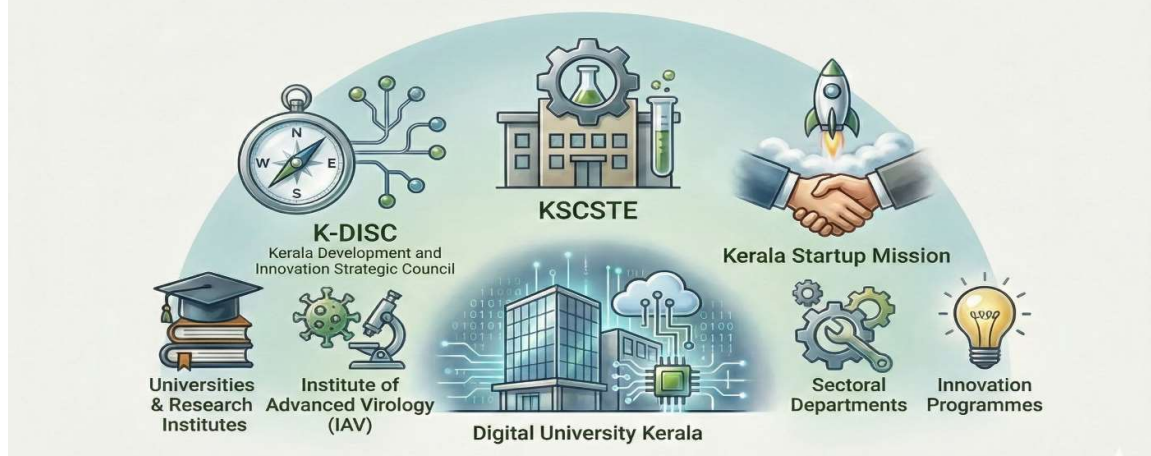 N
W E
S
K-DISC
Kerala Development and
Innovation Strategic Council
KSCSTE
Kerala Startup Mission
Universities
& Research
Institutes
Institute of
Advanced Virology
(IAV)
Digital University Kerala
Sectoral
Departments
Innovation
Programmes